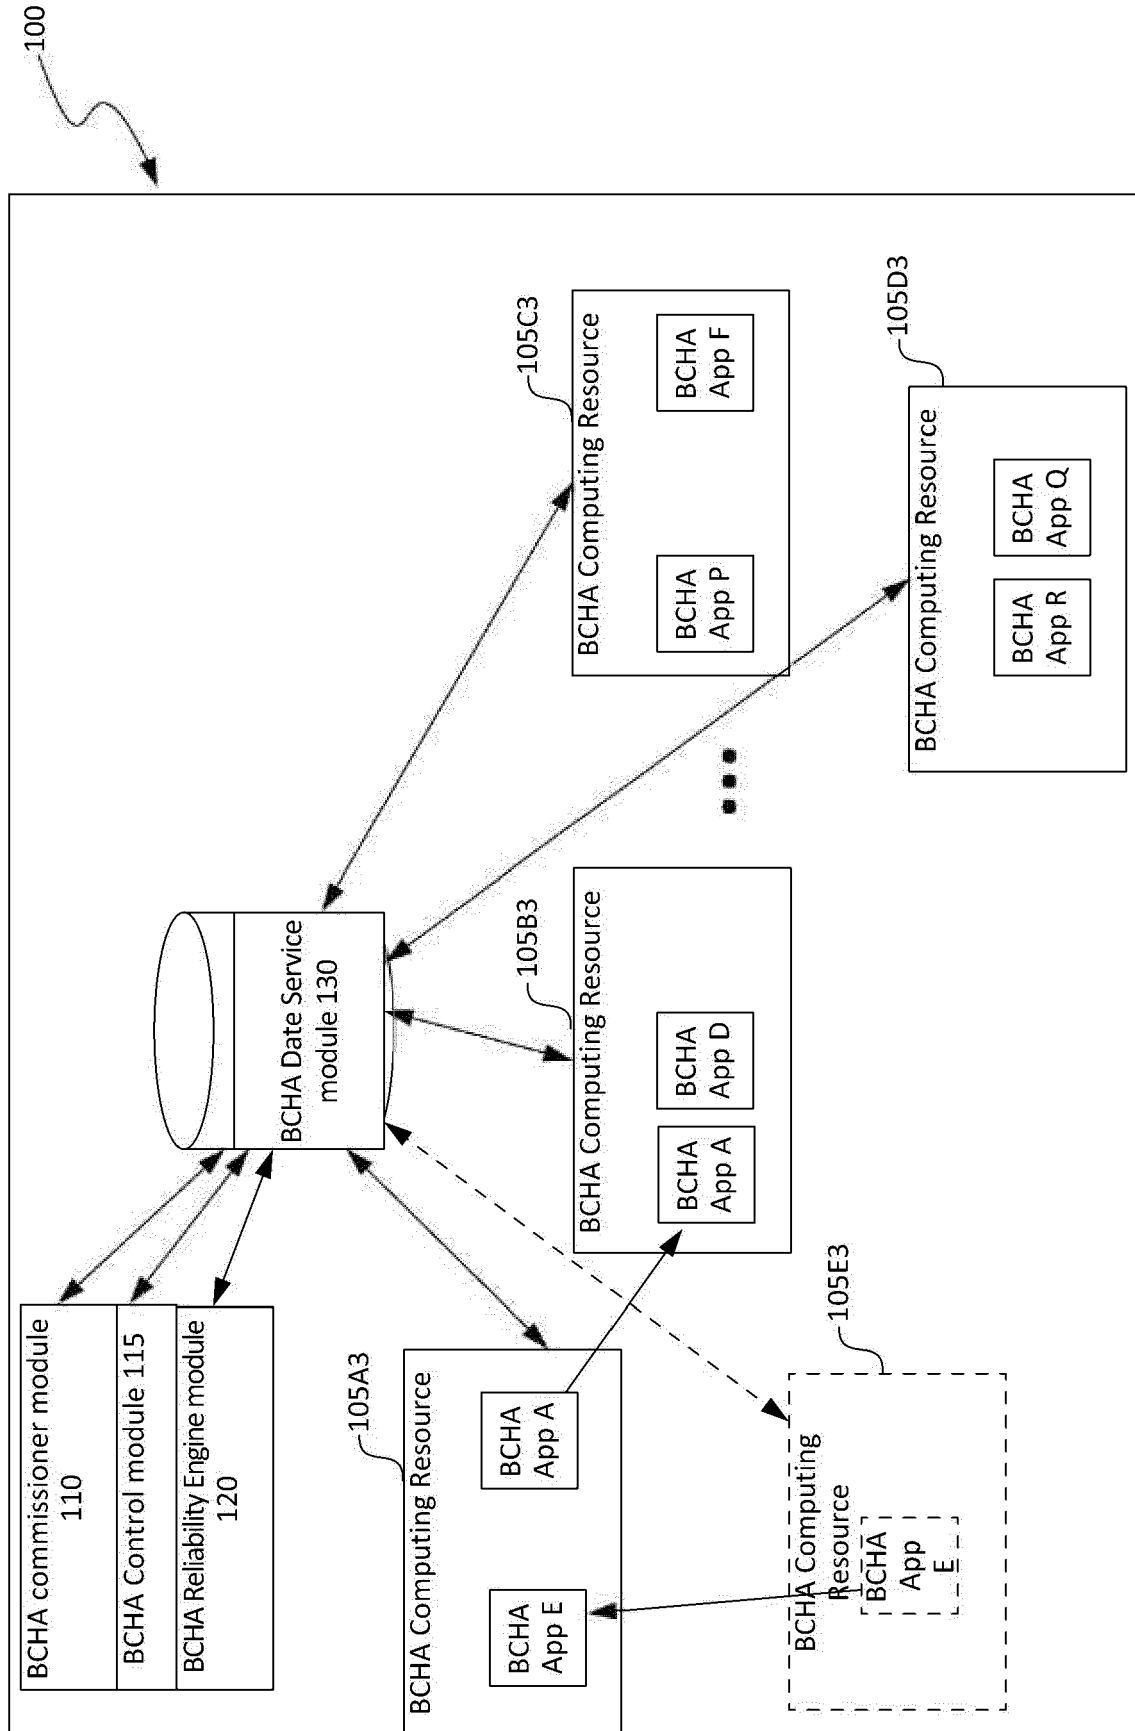 100
BCHA commissioner module
110
BCHA Control module 115
BCHA Reliability Engine module
120
BCHA Date Service
module 130
105A3
BCHA Computing Resource
BCHA
App E
BCHA
App A
105B3
BCHA Computing Resource
BCHA
App A
BCHA
App D
105C3
BCHA Computing Resource
BCHA
App P
BCHA
App F
105E3
BCHA Computing
Resource
BCHA
App
E
105D3
BCHA Computing Resource
BCHA
App R
BCHA
App Q